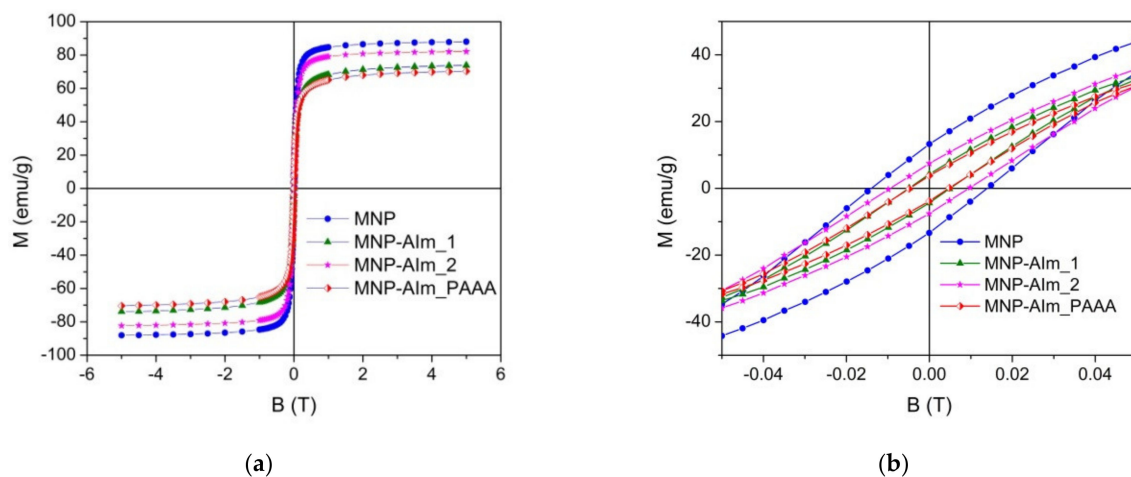 100
80
60
40
20
0
-20
-40
-60
-80
-100
M (emu/g)
MNP
MNP-AIm_1
MNP-AIm_2
MNP-AIm_PAAA
-6 -4 -2 0 2 4 6
B (T)
(a)
40
20
0
-20
-40
M (emu/g)
MNP
MNP-AIm_1
MNP-AIm_2
MNP-AIm_PAAA
-0.04 -0.02 0.00 0.02 0.04
B (T)
(b)